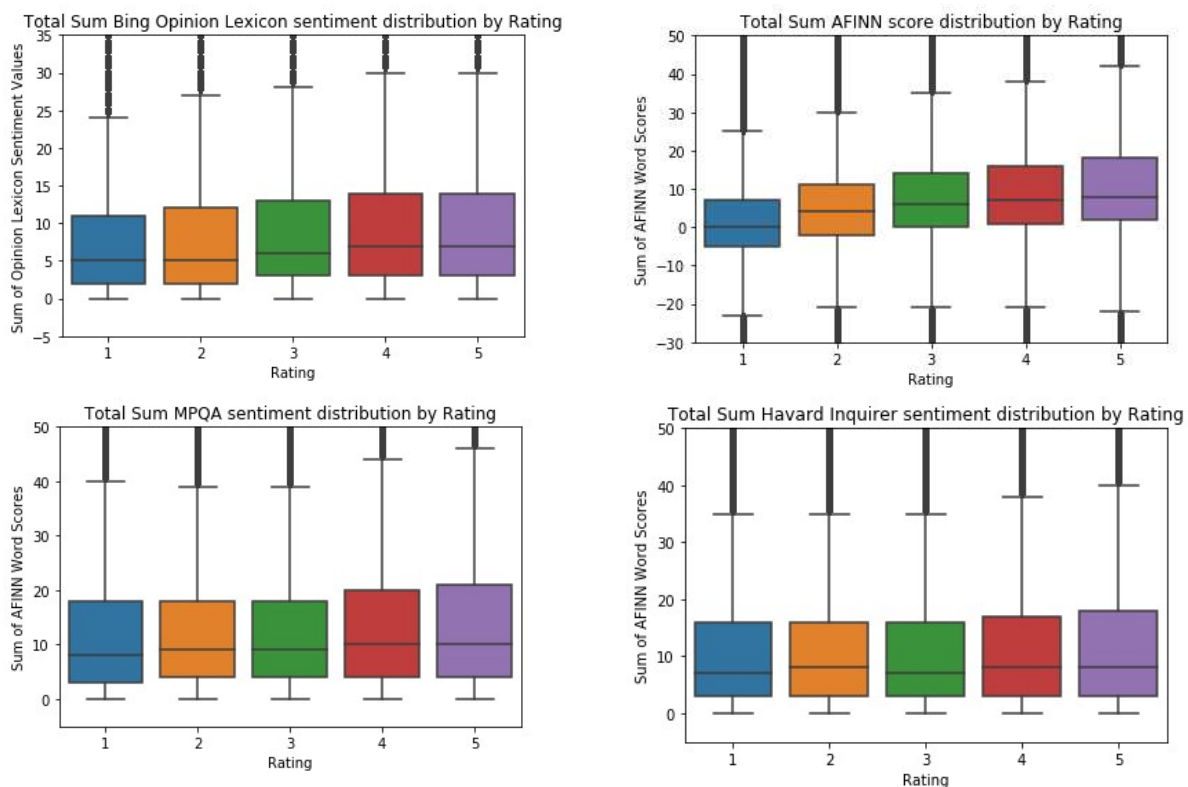 Total Sum Bing Opinion Lexicon sentiment distribution by Rating
Sum of Opinion Lexicon Sentiment Values
35
30
25
20
15
10
5
0
−5
1 2 3 4 5
Rating
Total Sum AFINN score distribution by Rating
Sum of AFINN Word Scores
50
40
30
20
10
0
−10
−20
−30
1 2 3 4 5
Rating
Total Sum MPQA sentiment distribution by Rating
Sum of AFINN Word Scores
50
40
30
20
10
0
1 2 3 4 5
Rating
Total Sum Havard Inquirer sentiment distribution by Rating
Sum of AFINN Word Scores
50
40
30
20
10
0
1 2 3 4 5
Rating